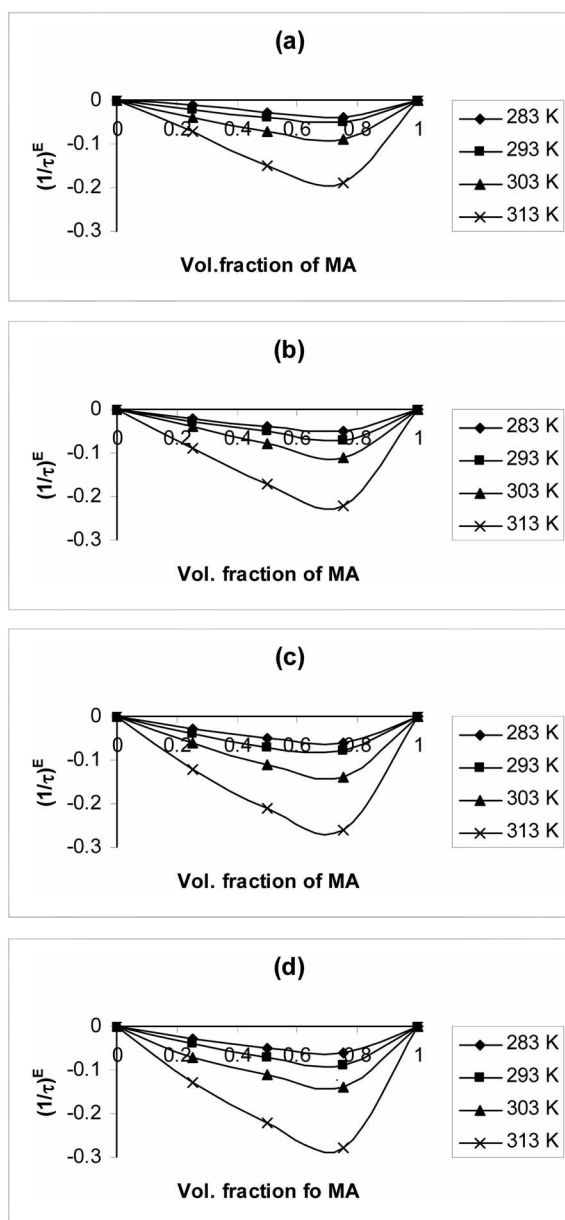 (a)
0
0 0.2 0.4 0.6 0.8 1
-0.1
-0.2
-0.3
(1/τ)^E
Vol.fraction of MA
283 K
293 K
303 K
313 K
(b)
0
0 0.2 0.4 0.6 0.8 1
-0.1
-0.2
-0.3
(1/τ)^E
Vol. fraction of MA
283 K
293 K
303 K
313 K
(c)
0
0 0.2 0.4 0.6 0.8 1
-0.1
-0.2
-0.3
(1/τ)^E
Vol. fraction of MA
283 K
293 K
303 K
313 K
(d)
0
0 0.2 0.4 0.6 0.8 1
-0.1
-0.2
-0.3
(1/τ)^E
Vol. fraction fo MA
283 K
293 K
303 K
313 K